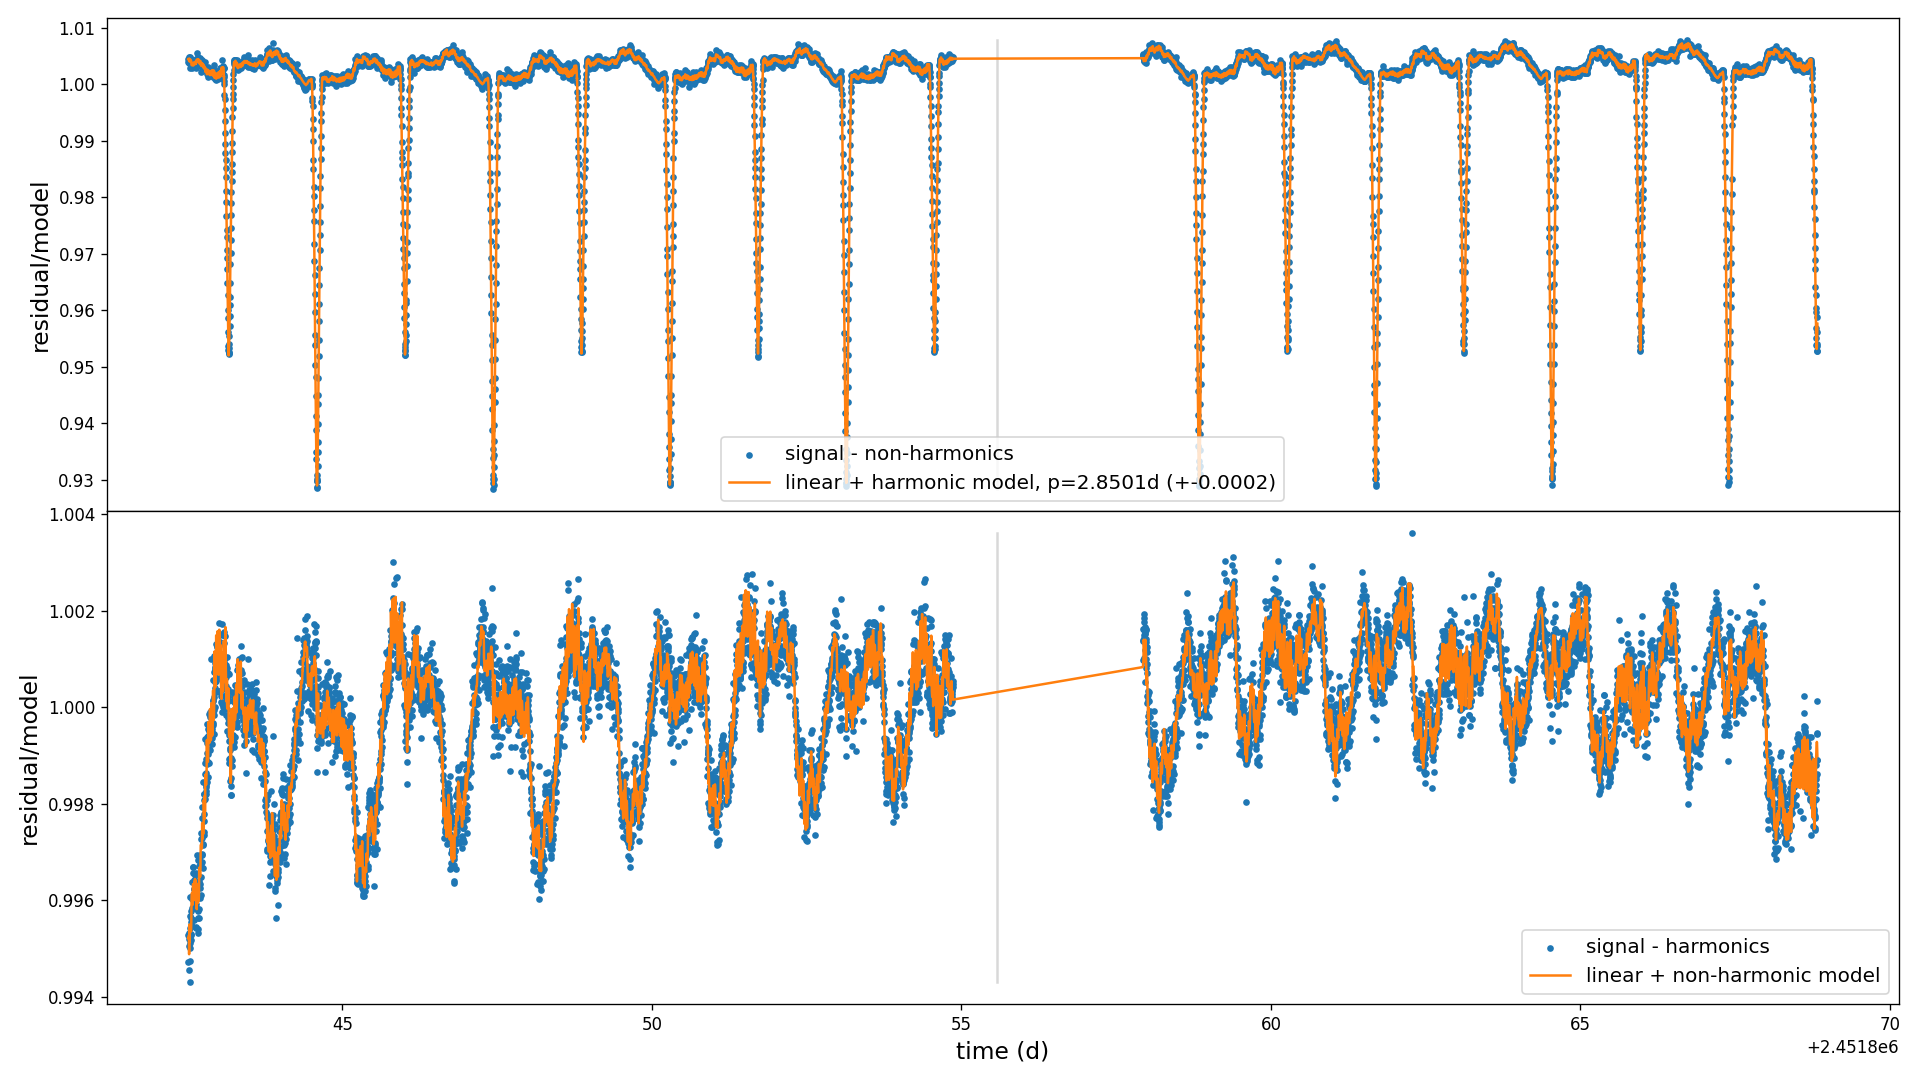 1.01
1.00
0.99
0.98
0.97
0.96
0.95
0.94
0.93
residual/model
signal - non-harmonics
linear + harmonic model, p=2.8501d (+-0.0002)
1.004
1.002
1.000
0.998
0.996
0.994
residual/model
signal - harmonics
linear + non-harmonic model
45
50
55
60
65
70
time (d)
+2.4518e6